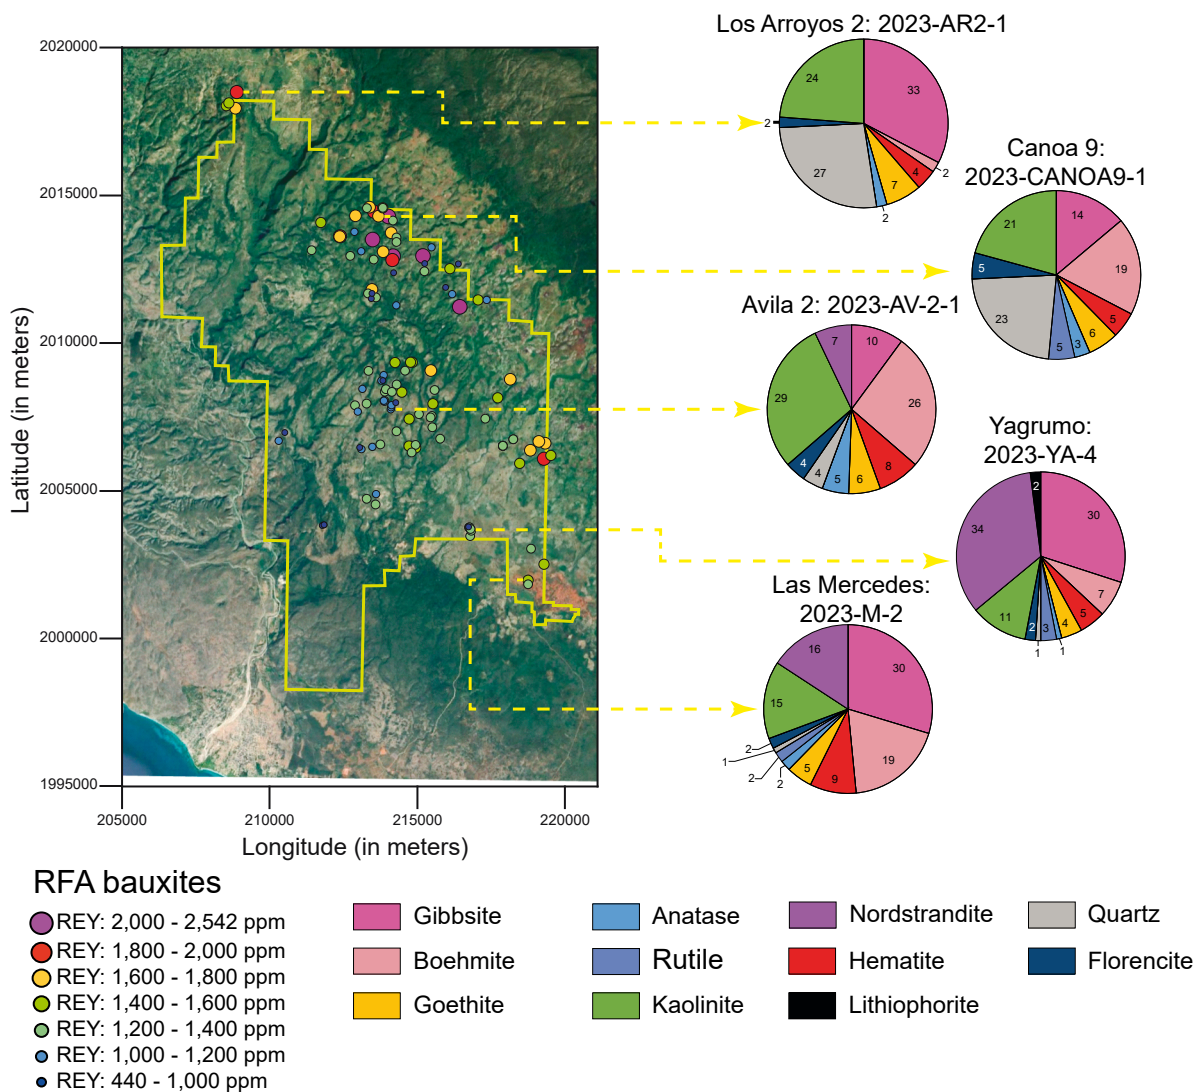 Los Arroyos 2: 2023-AR2-1
33
2
4
7
2
27
2
24
Canoa 9:
2023-CANOA9-1
14
19
5
6
3
5
23
5
21
Avila 2: 2023-AV-2-1
10
26
8
6
5
4
4
29
7
Yagrumo:
2023-YA-4
30
7
5
4
1
3
1
2
11
34
2
Las Mercedes:
2023-M-2
30
19
9
5
2
2
1
2
15
16
Latitude (in meters)
2020000
2015000
2010000
2005000
2000000
1995000
205000
210000
215000
220000
Longitude (in meters)
RFA bauxites
REY: 2,000 - 2,542 ppm
REY: 1,800 - 2,000 ppm
REY: 1,600 - 1,800 ppm
REY: 1,400 - 1,600 ppm
REY: 1,200 - 1,400 ppm
REY: 1,000 - 1,200 ppm
REY: 440 - 1,000 ppm
Gibbsite
Boehmite
Goethite
Anatase
Rutile
Kaolinite
Nordstrandite
Hematite
Lithiophorite
Quartz
Florencite